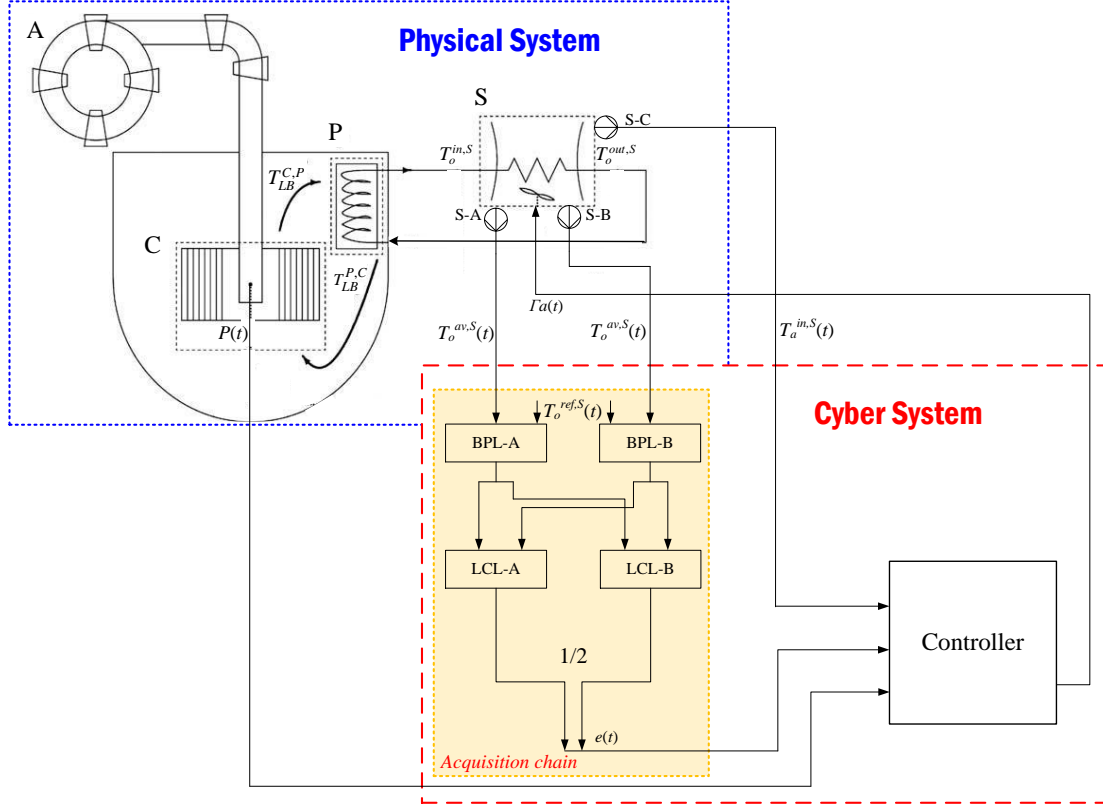 A
Physical System
S
S-C
P
T_o^{in,S}
T_o^{out,S}
T_{LB}^{C,P}
S-A
S-B
C
T_{LB}^{P,C}
Γa(t)
P(t)
T_o^{av,S}(t)
T_o^{av,S}(t)
T_a^{in,S}(t)
T_o^{ref,S}(t)
Cyber System
BPL-A
BPL-B
LCL-A
LCL-B
Controller
1/2
e(t)
Acquisition chain